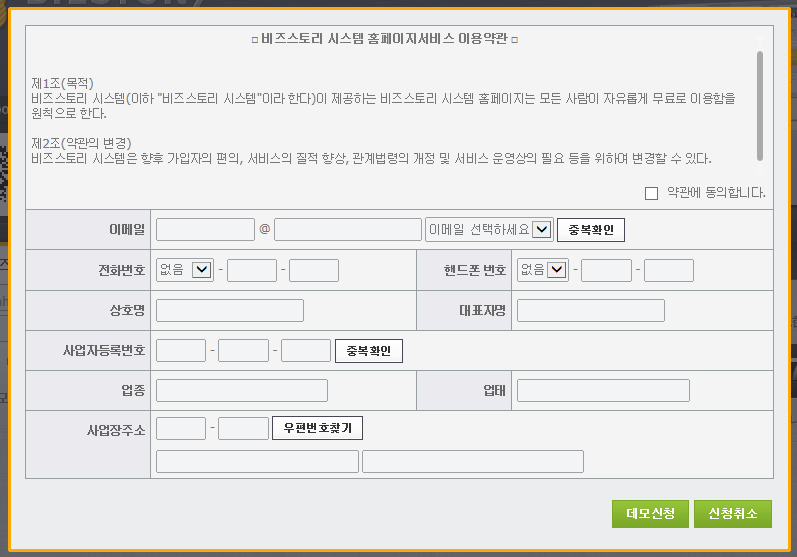 □ 비즈스토리 시스템 홈페이지서비스 이용약관 □
제1조(목적)
비즈스토리 시스템(이하 "비즈스토리 시스템"이라 한다)이 제공하는 비즈스토리 시스템 홈페이지는 모든 사람이 자유롭게 무료로 이용함을
원칙으로 한다.
제2조(약관의 변경)
비즈스토리 시스템은 향후 가입자의 편의, 서비스의 질적 향상, 관계법령의 개정 및 서비스 운영상의 필요 등을 위하여 변경할 수 있다.
약관에 동의합니다.
이메일 @ 이메일 선택하세요 중복확인
전화번호 없음 - - 핸드폰 번호 없음 - -
상호명 대표자명
사업자등록번호 - - 중복확인
업종 업태
사업장주소 - 우편번호찾기
데모신청 신청취소